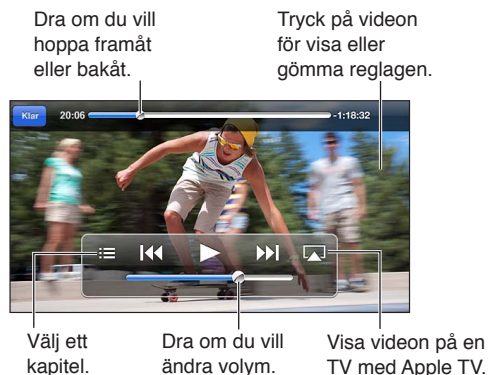 Dra om du vill
hoppa framåt
eller bakåt.
Tryck på videon
för visa eller
gömma reglagen.
Klar
20:06
-1:18:32
Välj ett
kapitel.
Dra om du vill
ändra volym.
Visa videon på en
TV med Apple TV.